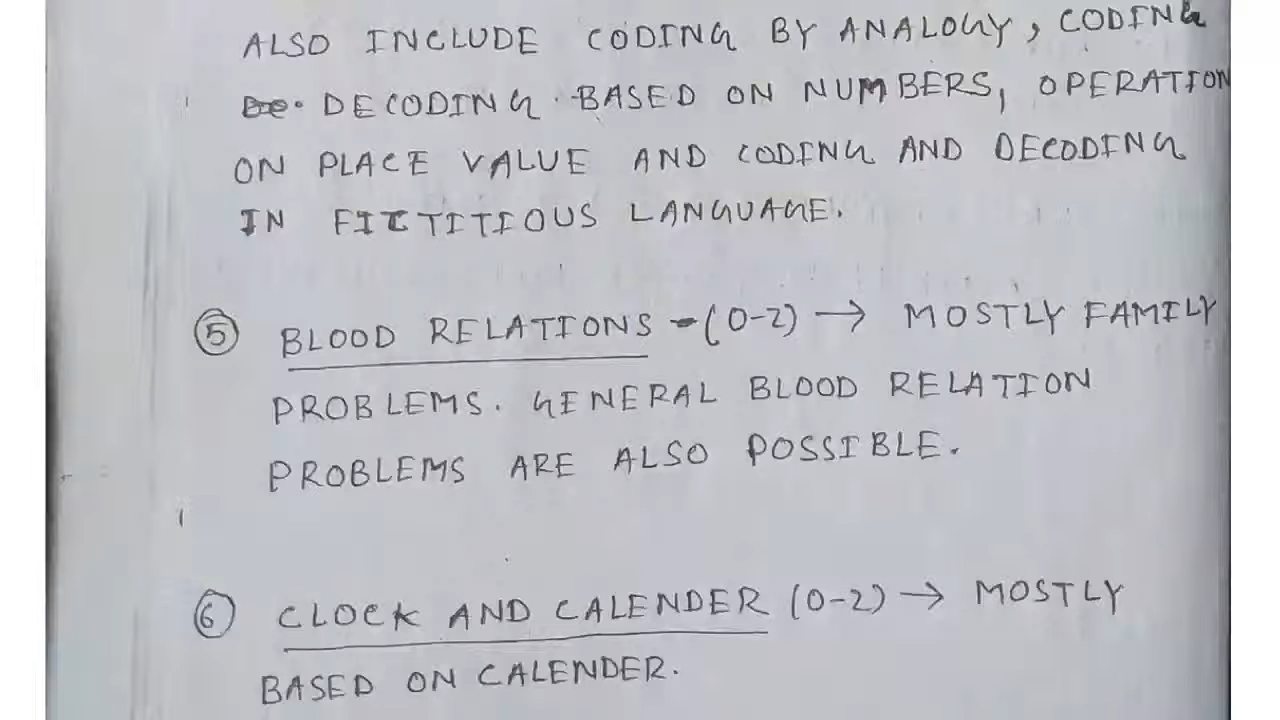 ALSO INCLUDE CODING BY ANALOGY, CODING
DECODING BASED ON NUMBERS, OPERATION
ON PLACE VALUE AND CODING AND DECODING
IN FICTITIOUS LANGUAGE.
⑤ BLOOD RELATIONS - (0-2) → MOSTLY FAMILY
PROBLEMS. GENERAL BLOOD RELATION
PROBLEMS ARE ALSO POSSIBLE.
⑥ CLOCK AND CALENDER (0-2) → MOSTLY
BASED ON CALENDER.